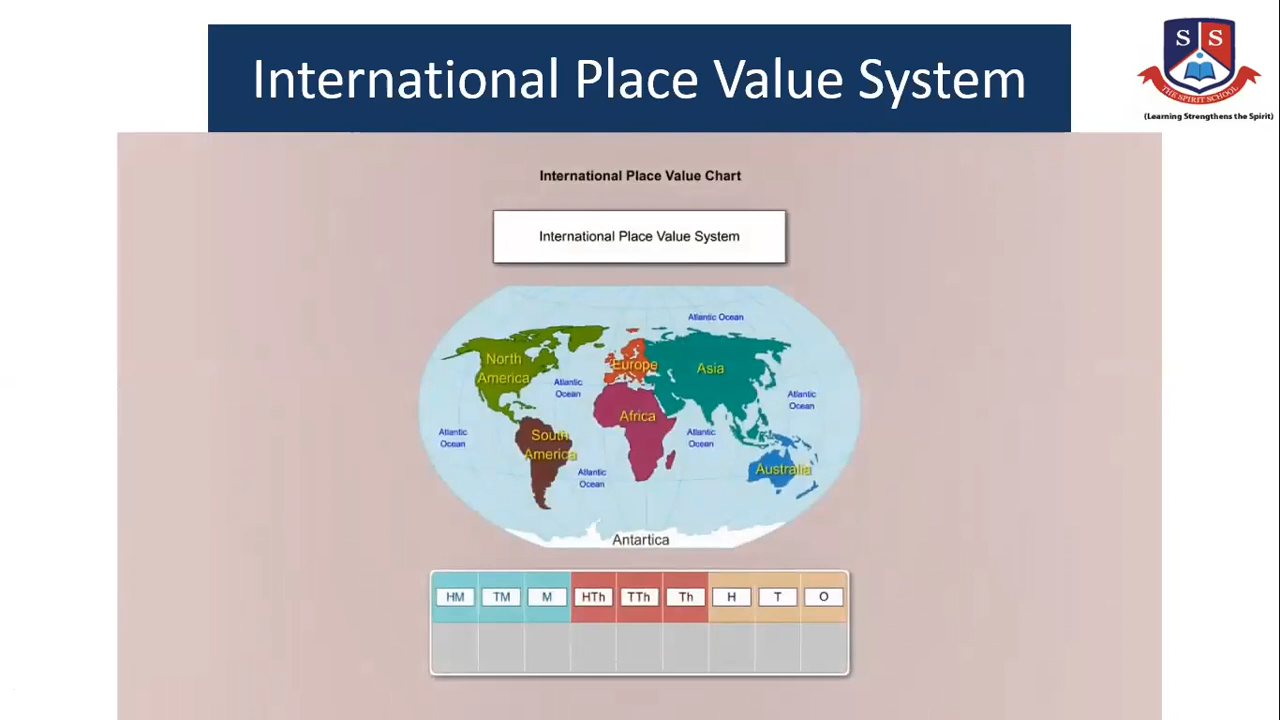 International Place Value System
S S
THE SPIRIT SCHOOL
(Learning Strengthens the Spirit)
International Place Value Chart
International Place Value System
Atlantic Ocean
North
America
Europe
Asia
Atlantic
Ocean
Atlantic
Ocean
Africa
Atlantic
Ocean
South
America
Atlantic
Ocean
Atlantic
Ocean
Australia
Antartica
HM TM M HTh TTh Th H T O